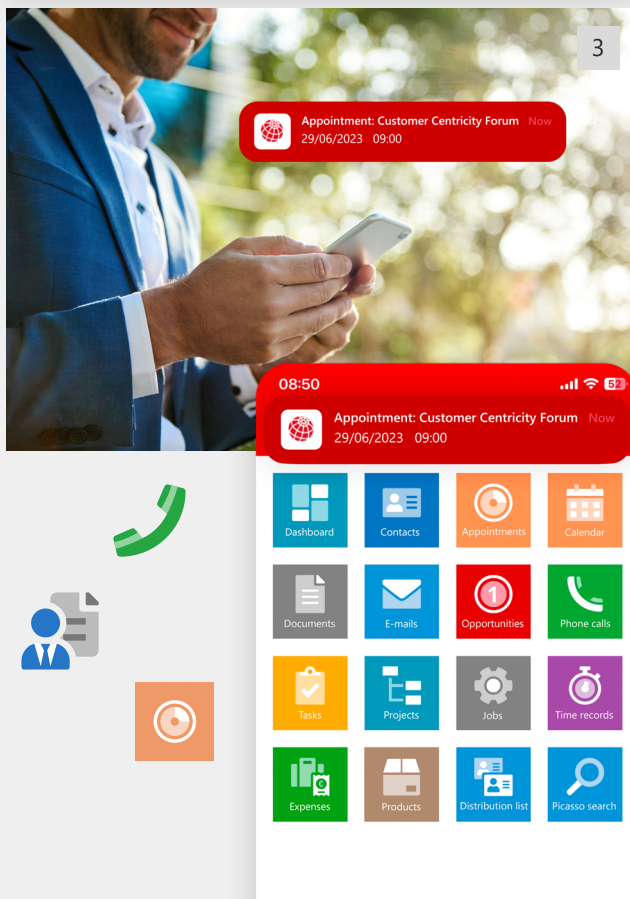 3
Appointment: Customer Centricity Forum Now
29/06/2023 09:00
08:50
52
Appointment: Customer Centricity Forum Now
29/06/2023 09:00
Dashboard Contacts Appointments Calendar
Documents E-mails 1 Opportunities Phone calls
Tasks Projects Jobs Time records
Expenses Products Distribution list Picasso search